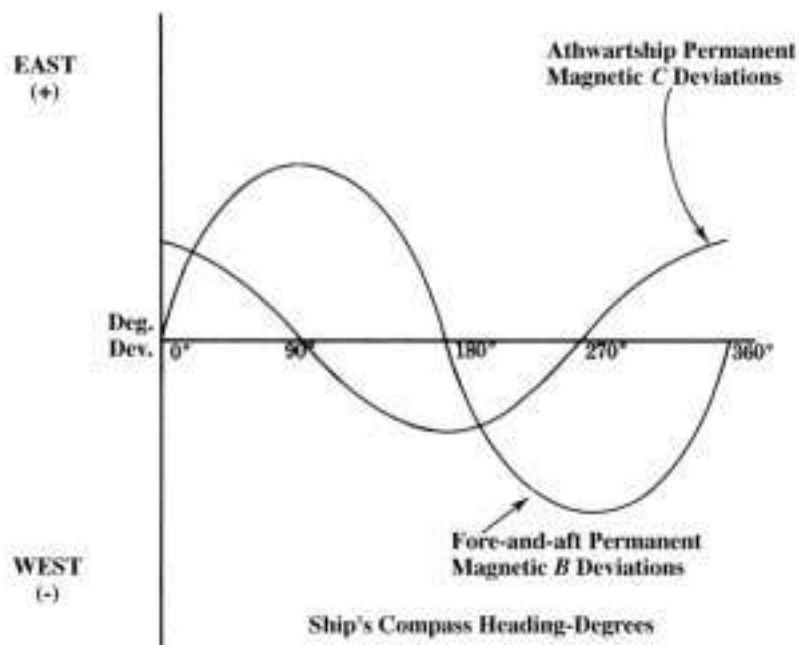 EAST
(+)
Athwartship Permanent
Magnetic C Deviations
Deg.
Dev.
0°
90°
180°
270°
360°
Fore-and-aft Permanent
Magnetic B Deviations
WEST
(-)
Ship's Compass Heading-Degrees